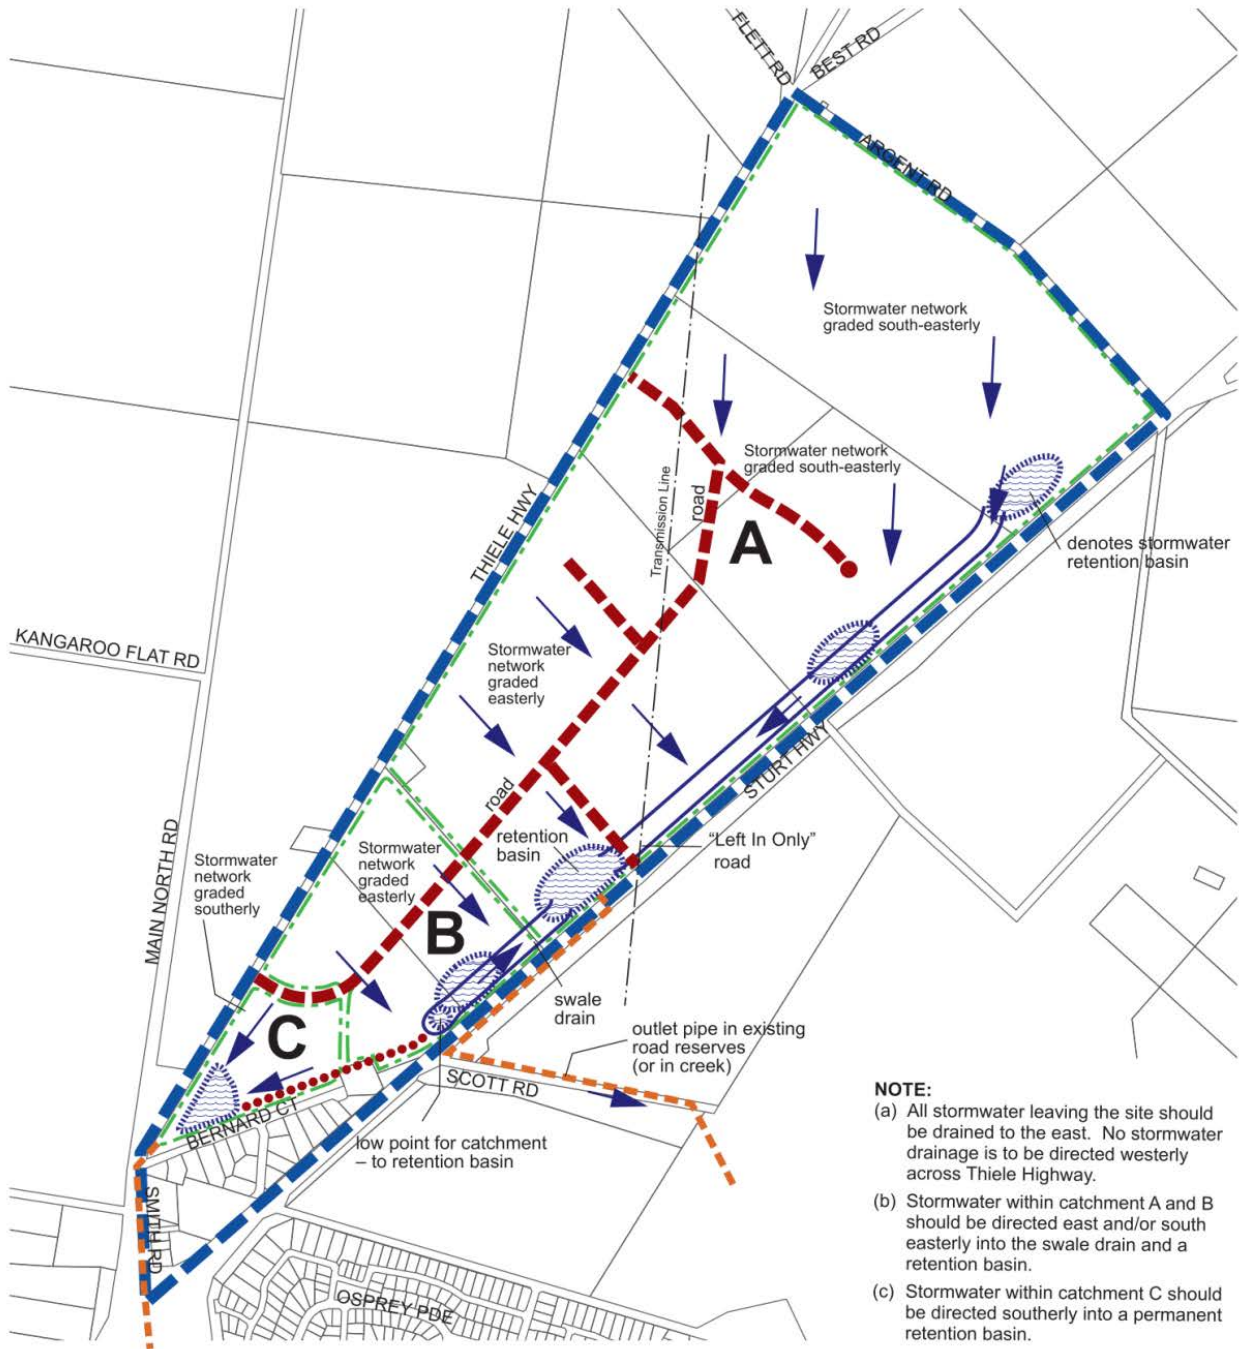 FLETT RD
BEST RD
ARGENT RD
Stormwater network
graded south-easterly
Stormwater network
graded south-easterly
Transmission Line
road
A
THIELE HWY
denotes stormwater
retention basin
KANGAROO FLAT RD
Stormwater
network
graded
easterly
STURT HWY
road
MAIN NORTH RD
Stormwater
network
graded
southerly
Stormwater
network
graded
easterly
retention
basin
“Left In Only”
road
B
swale
drain
C
outlet pipe in existing
road reserves
(or in creek)
SCOTT RD
BERNARD CT
low point for catchment
– to retention basin
SMITH RD
OSPREY PDE
NOTE:
(a) All stormwater leaving the site should
be drained to the east. No stormwater
drainage is to be directed westerly
across Thiele Highway.
(b) Stormwater within catchment A and B
should be directed east and/or south
easterly into the swale drain and a
retention basin.
(c) Stormwater within catchment C should
be directed southerly into a permanent
retention basin.